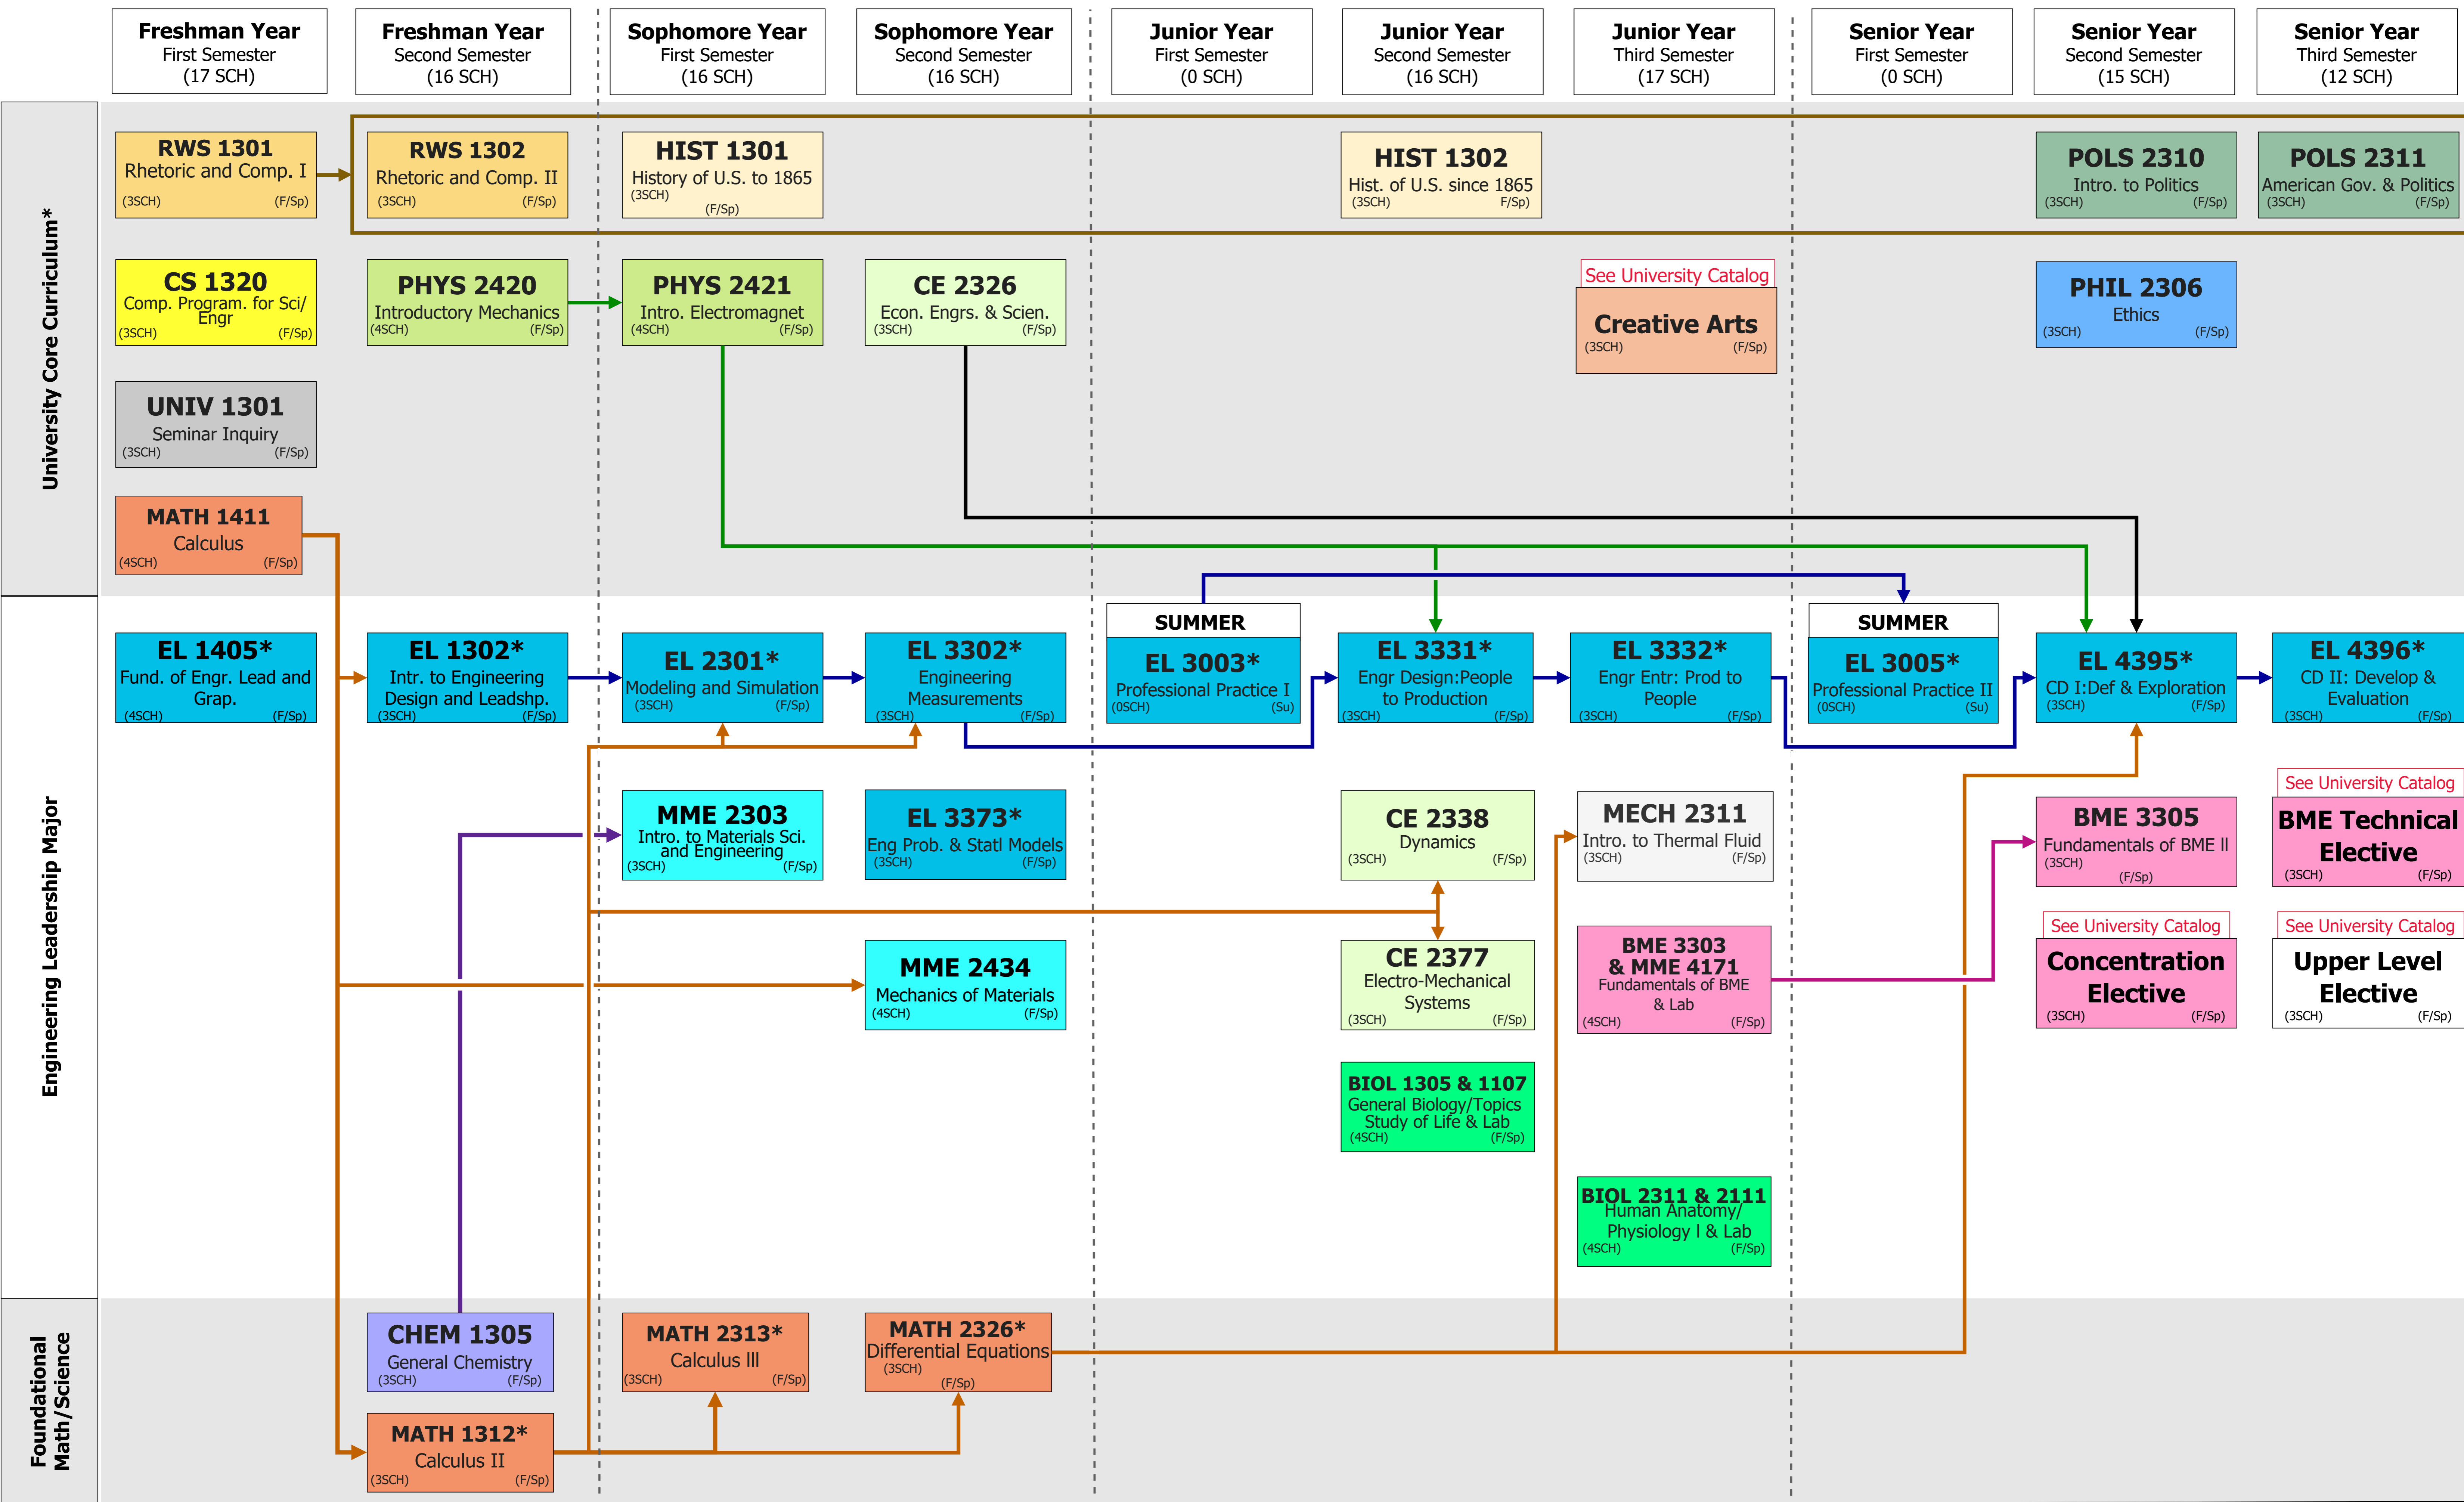 Freshman Year
First Semester
(17 SCH)
Freshman Year
Second Semester
(16 SCH)
Sophomore Year
First Semester
(16 SCH)
Sophomore Year
Second Semester
(16 SCH)
Junior Year
First Semester
(0 SCH)
Junior Year
Second Semester
(16 SCH)
Junior Year
Third Semester
(17 SCH)
Senior Year
First Semester
(0 SCH)
Senior Year
Second Semester
(15 SCH)
Senior Year
Third Semester
(12 SCH)
University Core Curriculum*
RWS 1301
Rhetoric and Comp. I
(3SCH) (F/Sp)
RWS 1302
Rhetoric and Comp. II
(3SCH) (F/Sp)
HIST 1301
History of U.S. to 1865
(3SCH)
(F/Sp)
HIST 1302
Hist. of U.S. since 1865
(3SCH) F/Sp)
POLS 2310
Intro. to Politics
(3SCH) (F/Sp)
POLS 2311
American Gov. & Politics
(3SCH) (F/Sp)
CS 1320
Comp. Program. for Sci/
Engr
(3SCH) (F/Sp)
PHYS 2420
Introductory Mechanics
(4SCH) (F/Sp)
PHYS 2421
Intro. Electromagnet
(4SCH) (F/Sp)
CE 2326
Econ. Engrs. & Scien.
(3SCH) (F/Sp)
See University Catalog
Creative Arts
(3SCH) (F/Sp)
PHIL 2306
Ethics
(3SCH) (F/Sp)
UNIV 1301
Seminar Inquiry
(3SCH) (F/Sp)
MATH 1411
Calculus
(4SCH) (F/Sp)
Engineering Leadership Major
EL 1405*
Fund. of Engr. Lead and
Grap.
(4SCH) (F/Sp)
EL 1302*
Intr. to Engineering
Design and Leadshp.
(3SCH) (F/Sp)
EL 2301*
Modeling and Simulation
(3SCH) (F/Sp)
EL 3302*
Engineering
Measurements
(3SCH) (F/Sp)
SUMMER
EL 3003*
Professional Practice I
(0SCH) (Su)
EL 3331*
Engr Design:People
to Production
(3SCH) (F/Sp)
EL 3332*
Engr Entr: Prod to
People
(3SCH) (F/Sp)
SUMMER
EL 3005*
Professional Practice II
(0SCH) (Su)
EL 4395*
CD I:Def & Exploration
(3SCH) (F/Sp)
EL 4396*
CD II: Develop &
Evaluation
(3SCH) (F/Sp)
MME 2303
Intro. to Materials Sci.
and Engineering
(3SCH) (F/Sp)
EL 3373*
Eng Prob. & Statl Models
(3SCH) (F/Sp)
CE 2338
Dynamics
(3SCH) (F/Sp)
MECH 2311
Intro. to Thermal Fluid
(3SCH) (F/Sp)
BME 3305
Fundamentals of BME ll
(3SCH)
(F/Sp)
See University Catalog
BME Technical
Elective
(3SCH) (F/Sp)
MME 2434
Mechanics of Materials
(4SCH) (F/Sp)
CE 2377
Electro-Mechanical
Systems
(3SCH) (F/Sp)
BME 3303
& MME 4171
Fundamentals of BME
& Lab
(4SCH) (F/Sp)
See University Catalog
Concentration
Elective
(3SCH) (F/Sp)
See University Catalog
Upper Level
Elective
(3SCH) (F/Sp)
BIOL 1305 & 1107
General Biology/Topics
Study of Life & Lab
(4SCH) (F/Sp)
BIOL 2311 & 2111
Human Anatomy/
Physiology I & Lab
(4SCH) (F/Sp)
Foundational
Math/Science
CHEM 1305
General Chemistry
(3SCH) (F/Sp)
MATH 2313*
Calculus lll
(3SCH) (F/Sp)
MATH 2326*
Differential Equations
(3SCH)
(F/Sp)
MATH 1312*
Calculus II
(3SCH) (F/Sp)